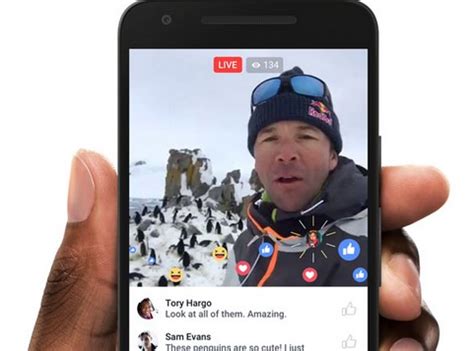 LIVE
134
Red Bull
Tory Hargo
Look at all of them. Amazing.
Sam Evans
These penguins are so cute! I just